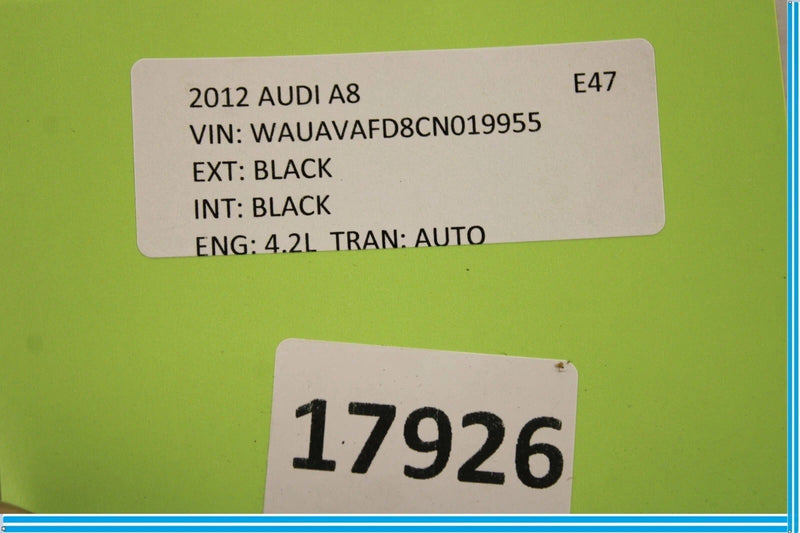 2012 AUDI A8 E47
VIN: WAUAVAFD8CN019955
EXT: BLACK
INT: BLACK
ENG: 4.2L TRAN: AUTO
17926